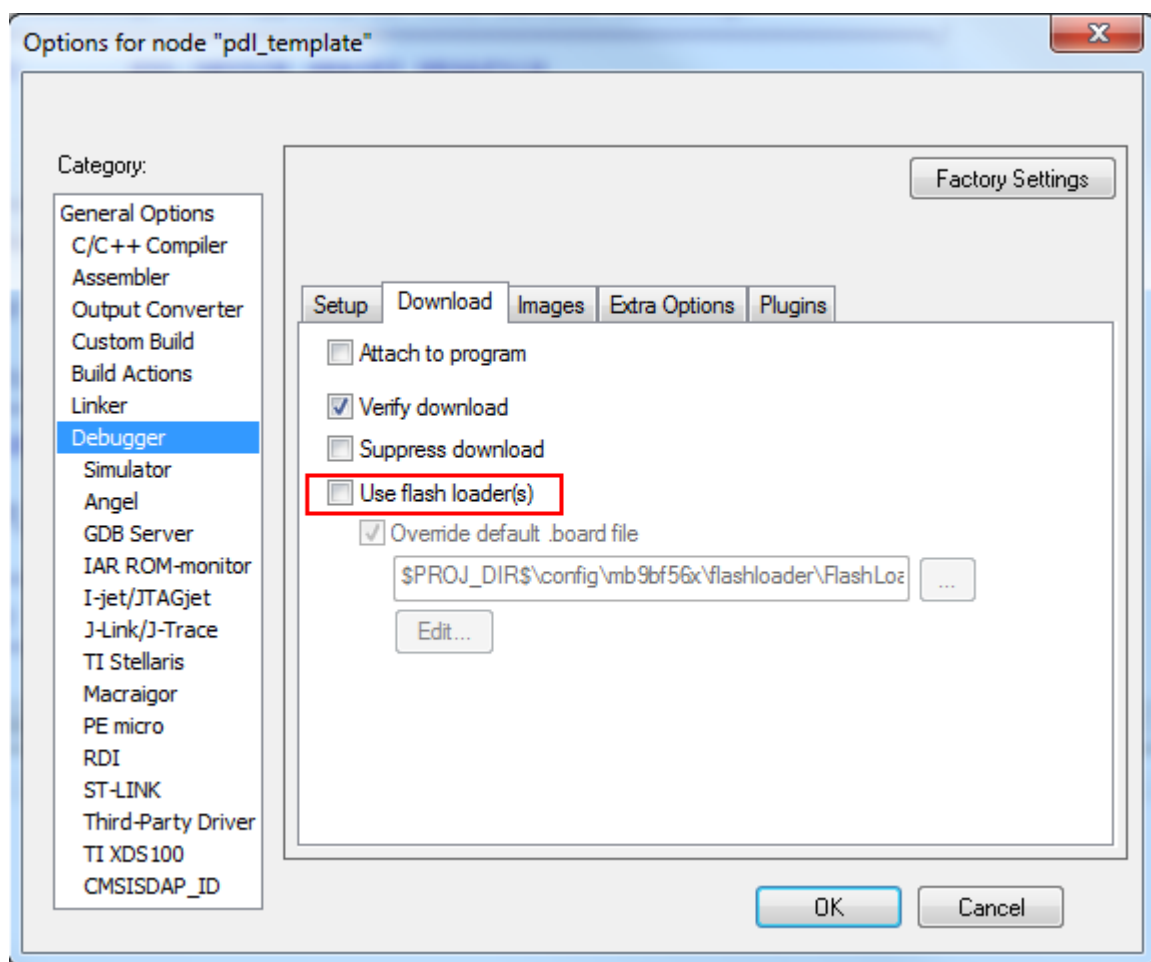 Options for node "pdl_template"
Category:
Factory Settings
General Options
C/C++ Compiler
Assembler
Output Converter
Custom Build
Build Actions
Linker
Debugger
Simulator
Angel
GDB Server
IAR ROM-monitor
I-jet/JTAGjet
J-Link/J-Trace
TI Stellaris
Macraigor
PE micro
RDI
ST-LINK
Third-Party Driver
TI XDS100
CMSISDAP_ID
Setup Download Images Extra Options Plugins
Attach to program
Verify download
Suppress download
Use flash loader(s)
Override default .board file
$PROJ_DIR$\config\mb9bf56x\flashloader\FlashLoa
...
Edit...
OK
Cancel